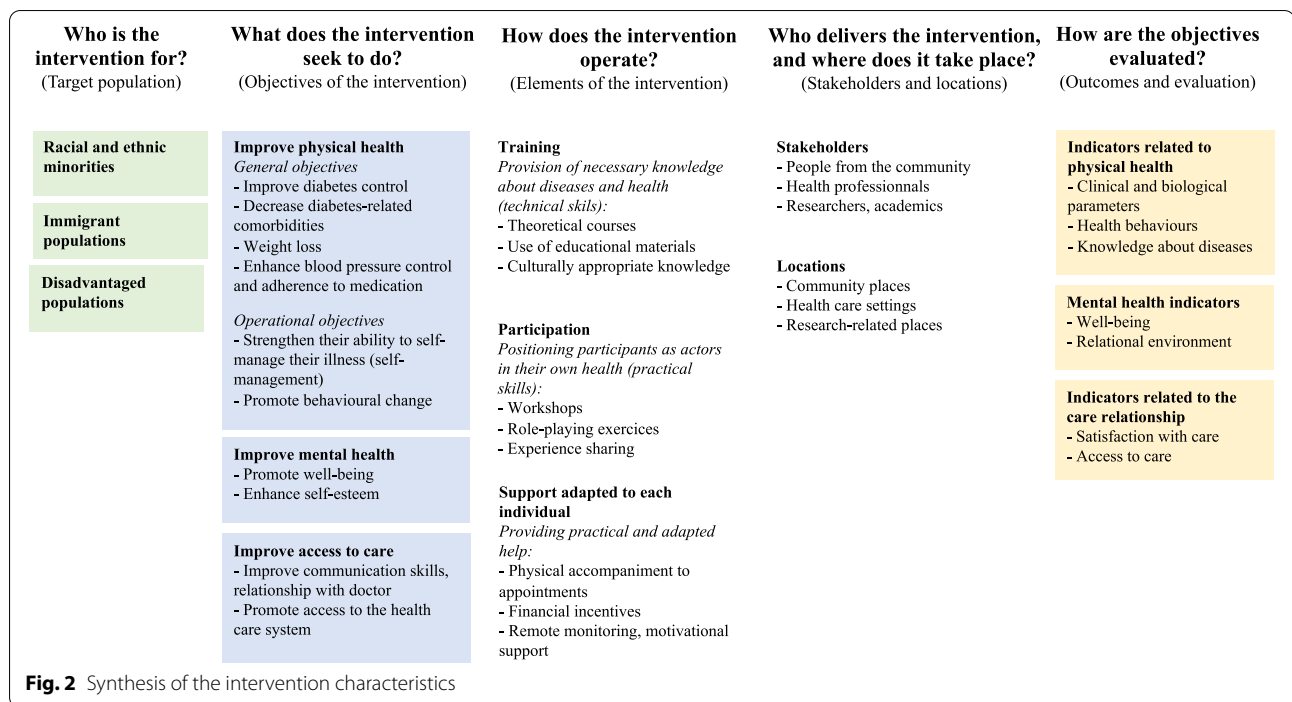 Who is the
intervention for?
(Target population)
Racial and ethnic
minorities
Immigrant
populations
Disadvantaged
populations
What does the intervention
seek to do?
(Objectives of the intervention)
Improve physical health
General objectives
- Improve diabetes control
- Decrease diabetes-related
comorbidities
- Weight loss
- Enhance blood pressure control
and adherence to medication
Operational objectives
- Strengthen their ability to self-
manage their illness (self-
management)
- Promote behavioural change
Improve mental health
- Promote well-being
- Enhance self-esteem
Improve access to care
- Improve communication skills,
relationship with doctor
- Promote access to the health
care system
How does the intervention
operate?
(Elements of the intervention)
Training
Provision of necessary knowledge
about diseases and health
(technical skils):
- Theoretical courses
- Use of educational materials
- Culturally appropriate knowledge
Participation
Positioning participants as actors
in their own health (practical
skills):
- Workshops
- Role-playing exercices
- Experience sharing
Support adapted to each
individual
Providing practical and adapted
help:
- Physical accompaniment to
appointments
- Financial incentives
- Remote monitoring, motivational
support
Who delivers the intervention,
and where does it take place?
(Stakeholders and locations)
Stakeholders
- People from the community
- Health professionnals
- Researchers, academics
Locations
- Community places
- Health care settings
- Research-related places
How are the objectives
evaluated?
(Outcomes and evaluation)
Indicators related to
physical health
- Clinical and biological
parameters
- Health behaviours
- Knowledge about diseases
Mental health indicators
- Well-being
- Relational environment
Indicators related to the
care relationship
- Satisfaction with care
- Access to care
Fig. 2 Synthesis of the intervention characteristics